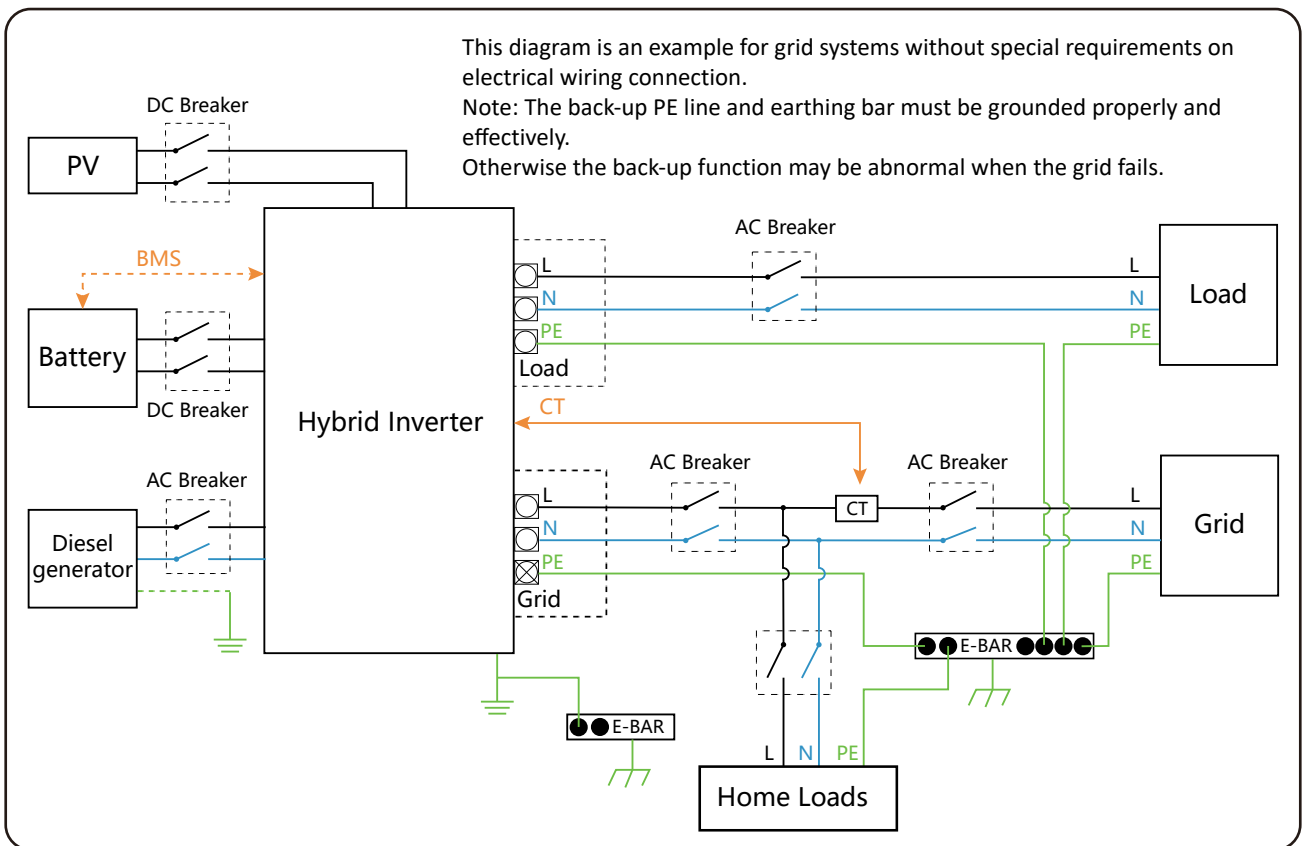 This diagram is an example for grid systems without special requirements on
electrical wiring connection.
Note: The back-up PE line and earthing bar must be grounded properly and
effectively.
Otherwise the back-up function may be abnormal when the grid fails.
DC Breaker
PV
BMS
Battery
DC Breaker
AC Breaker
Diesel
generator
Hybrid Inverter
L
N
PE
Load
AC Breaker
L
N
PE
Load
CT
L
N
PE
Grid
AC Breaker
CT
AC Breaker
L
N
PE
Grid
E-BAR
E-BAR
L
N
PE
Home Loads